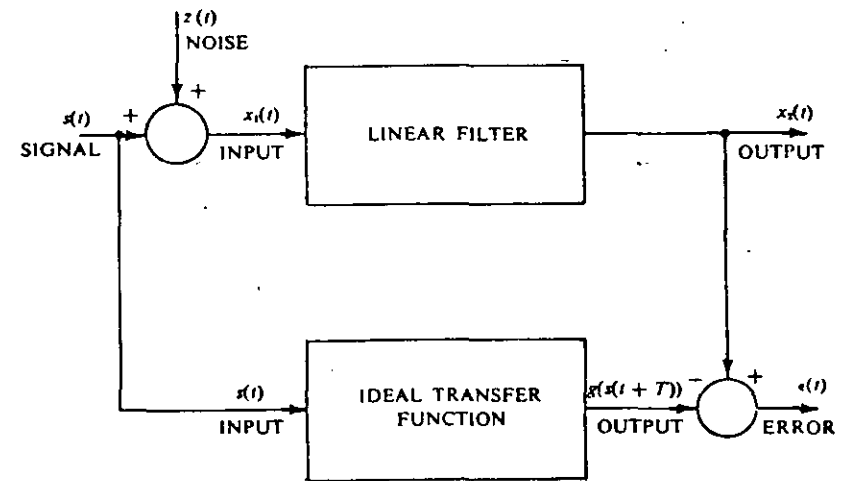 z(t)
NOISE
s(t)
+
+
x₁(t)
SIGNAL
INPUT
LINEAR FILTER
x₂(t)
OUTPUT
s(t)
INPUT
IDEAL TRANSFER
FUNCTION
g(s(t + T))
OUTPUT
−
+
ε(t)
ERROR